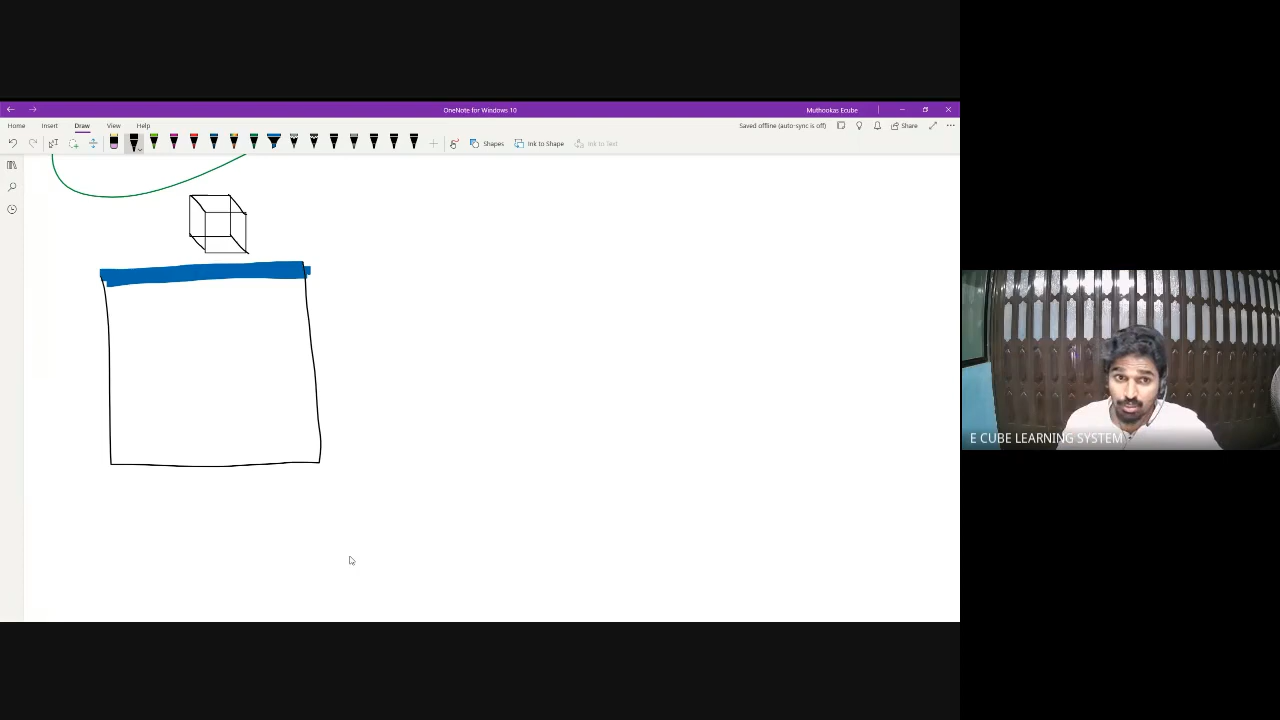 OneNote for Windows 10
Muthookas Ecube
Home Insert Draw View Help
Saved offline (auto-sync is off)
Share
Shapes
Ink to Shape
Ink to Text
E CUBE LEARNING SYSTEM